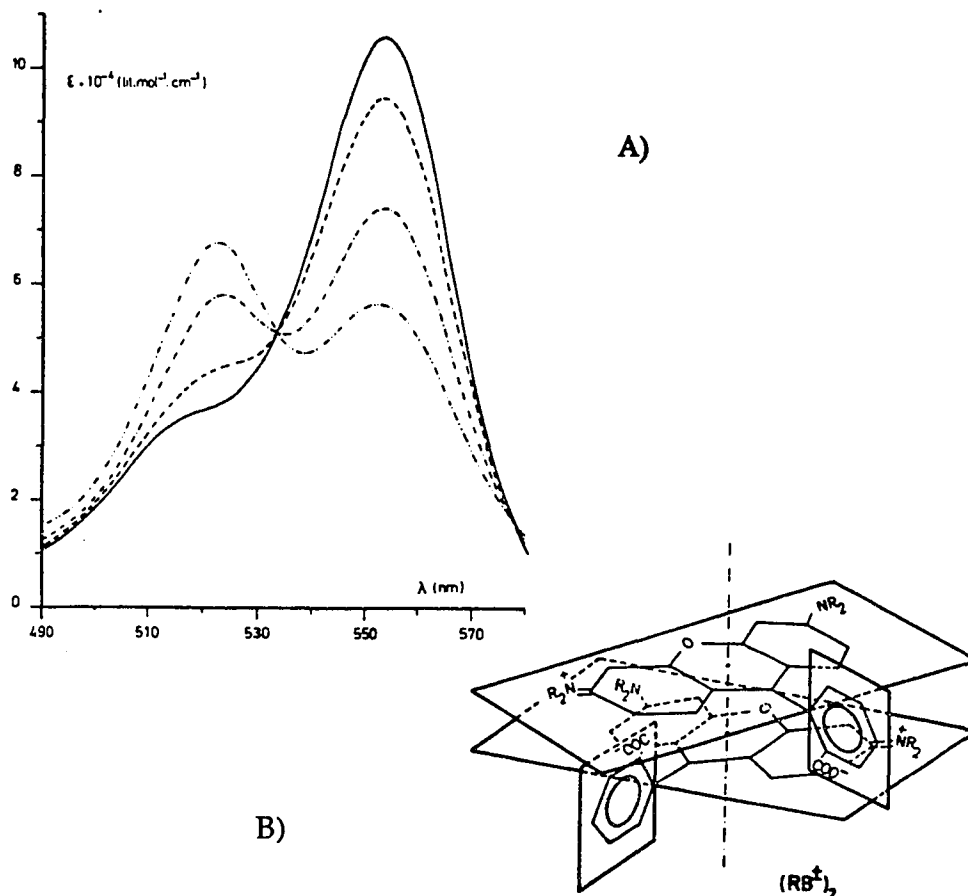 10
ε . 10⁻⁴ (lit.mol⁻¹.cm⁻¹)
A)
8
6
4
2
λ (nm)
0
490
510
530
550
570
NR₂
O
R₂N⁺
R₂N
O
COC
NR₂⁺
COO⁻
B)
(RB±)₂